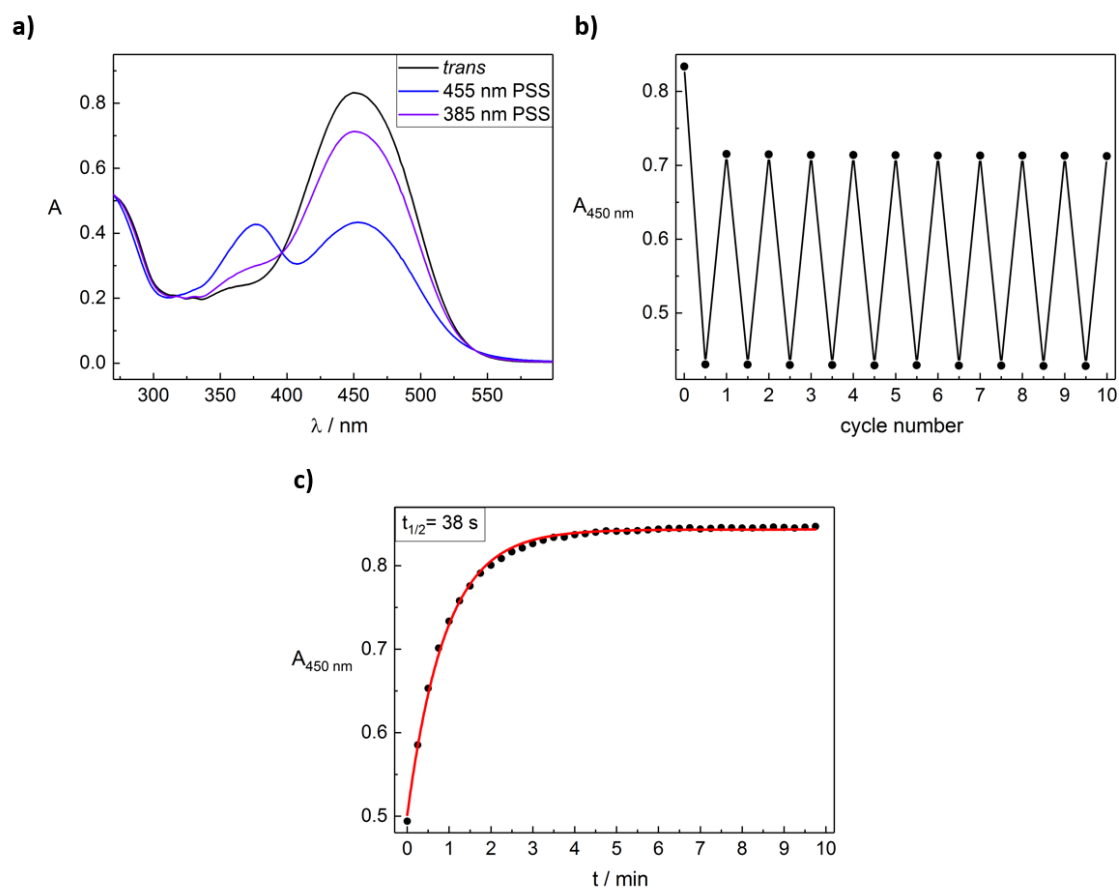 a)
trans
455 nm PSS
385 nm PSS
A
0.8
0.6
0.4
0.2
0.0
300 350 400 450 500 550
λ / nm
b)
A450 nm
0.8
0.7
0.6
0.5
0 1 2 3 4 5 6 7 8 9 10
cycle number
c)
t1/2= 38 s
A450 nm
0.8
0.7
0.6
0.5
0 1 2 3 4 5 6 7 8 9 10
t / min